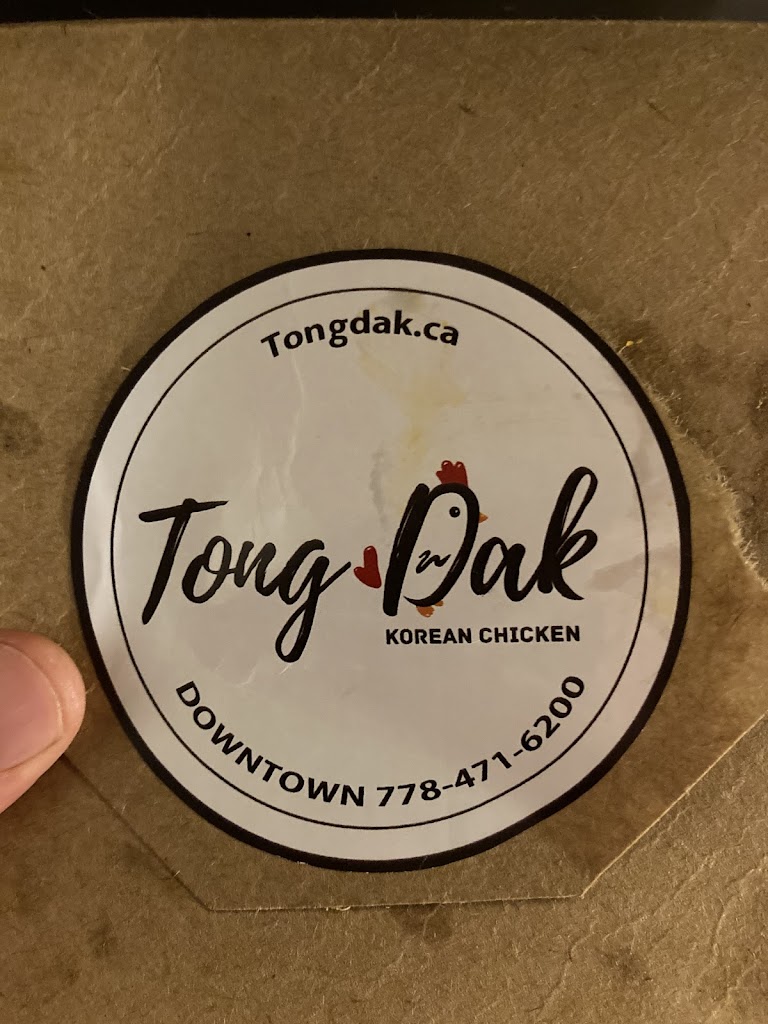 Tongdak.ca
Tong Dak
KOREAN CHICKEN
DOWNTOWN 778-471-6200